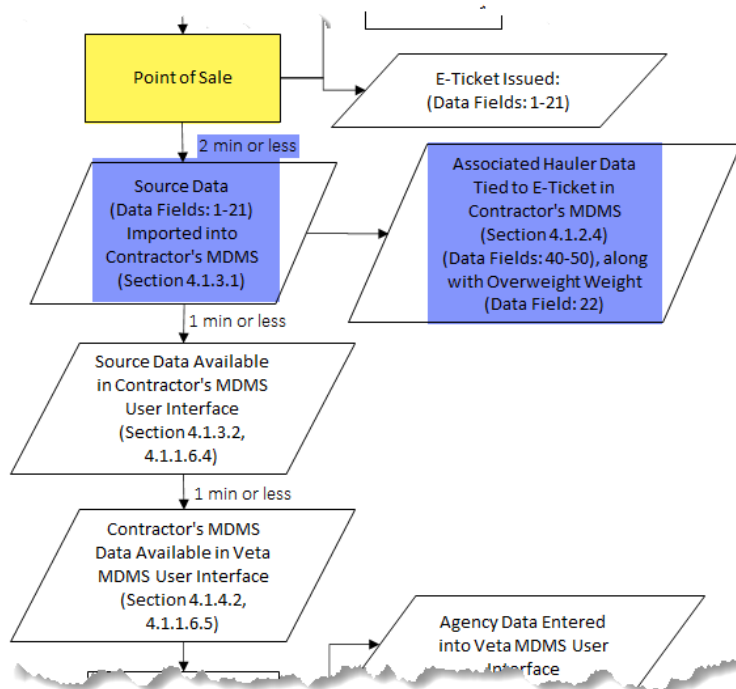 Point of Sale
E-Ticket Issued:
(Data Fields: 1-21)
2 min or less
Source Data
(Data Fields: 1-21)
Imported into
Contractor's MDMS
(Section 4.1.3.1)
Associated Hauler Data
Tied to E-Ticket in
Contractor's MDMS
(Section 4.1.2.4)
(Data Fields: 40-50), along
with Overweight Weight
(Data Field: 22)
1 min or less
Source Data Available
in Contractor's MDMS
User Interface
(Section 4.1.3.2,
4.1.1.6.4)
1 min or less
Contractor's MDMS
Data Available in Veta
MDMS User Interface
(Section 4.1.4.2,
4.1.1.6.5)
Agency Data Entered
into Veta MDMS User
Interface